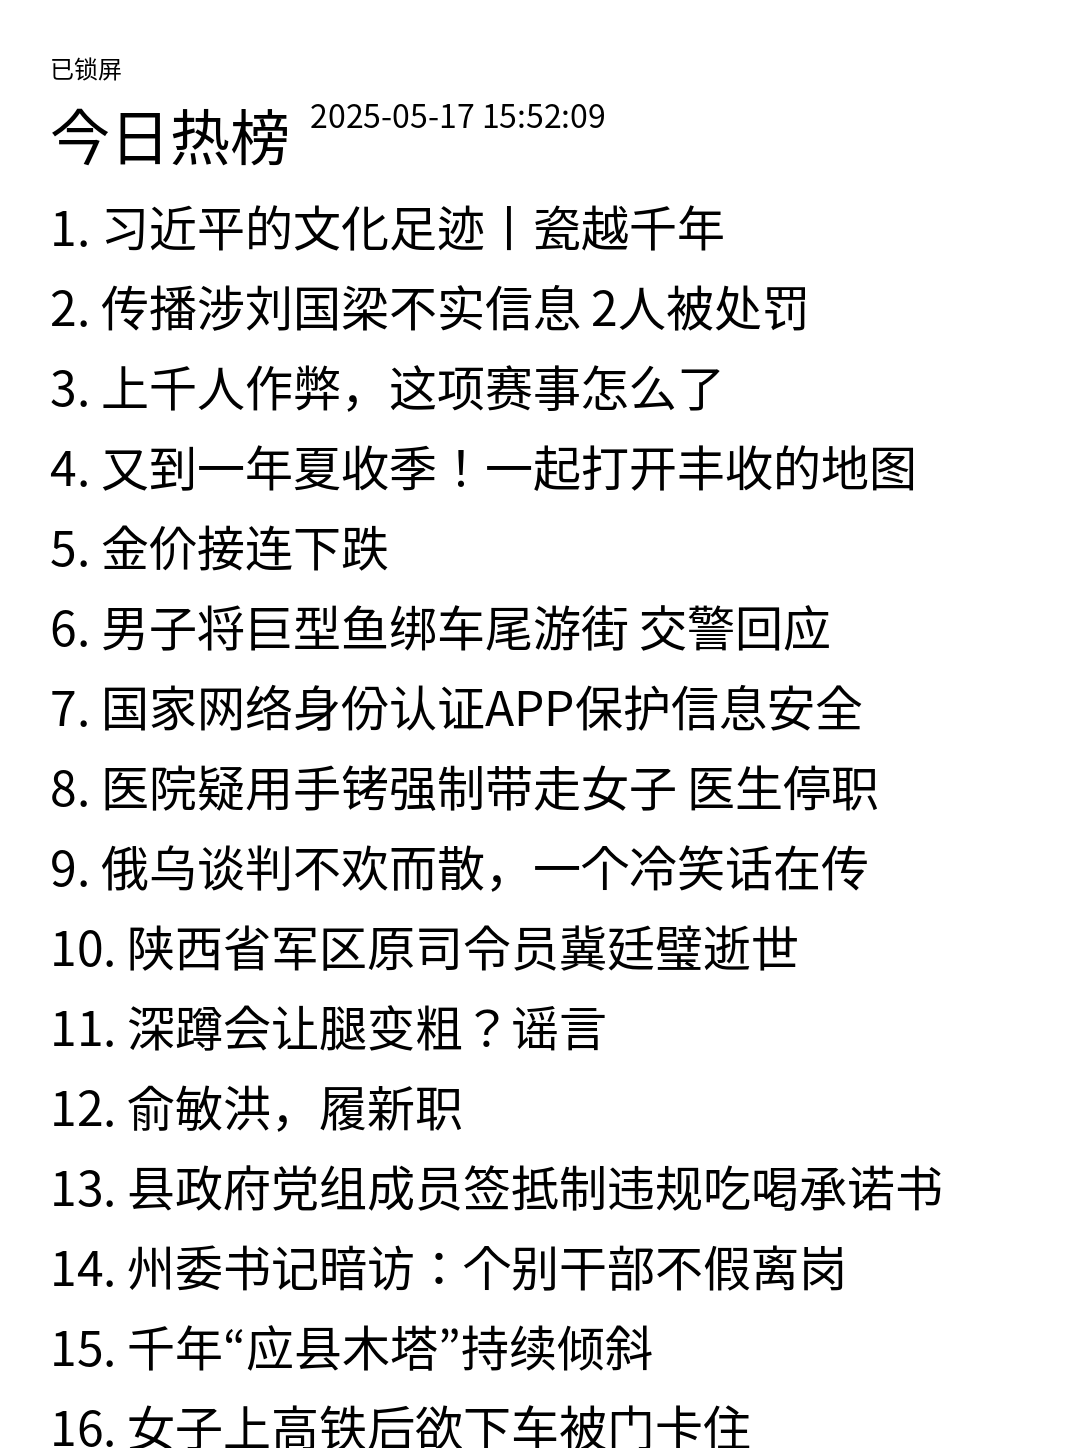 已锁屏
今日热榜 2025-05-17 15:52:09
1. 习近平的文化足迹丨瓷越千年
2. 传播涉刘国梁不实信息 2人被处罚
3. 上千人作弊，这项赛事怎么了
4. 又到一年夏收季！一起打开丰收的地图
5. 金价接连下跌
6. 男子将巨型鱼绑车尾游街 交警回应
7. 国家网络身份认证APP保护信息安全
8. 医院疑用手铐强制带走女子 医生停职
9. 俄乌谈判不欢而散，一个冷笑话在传
10. 陕西省军区原司令员冀廷璧逝世
11. 深蹲会让腿变粗？谣言
12. 俞敏洪，履新职
13. 县政府党组成员签抵制违规吃喝承诺书
14. 州委书记暗访：个别干部不假离岗
15. 千年“应县木塔”持续倾斜
16. 女子上高铁后欲下车被门卡住